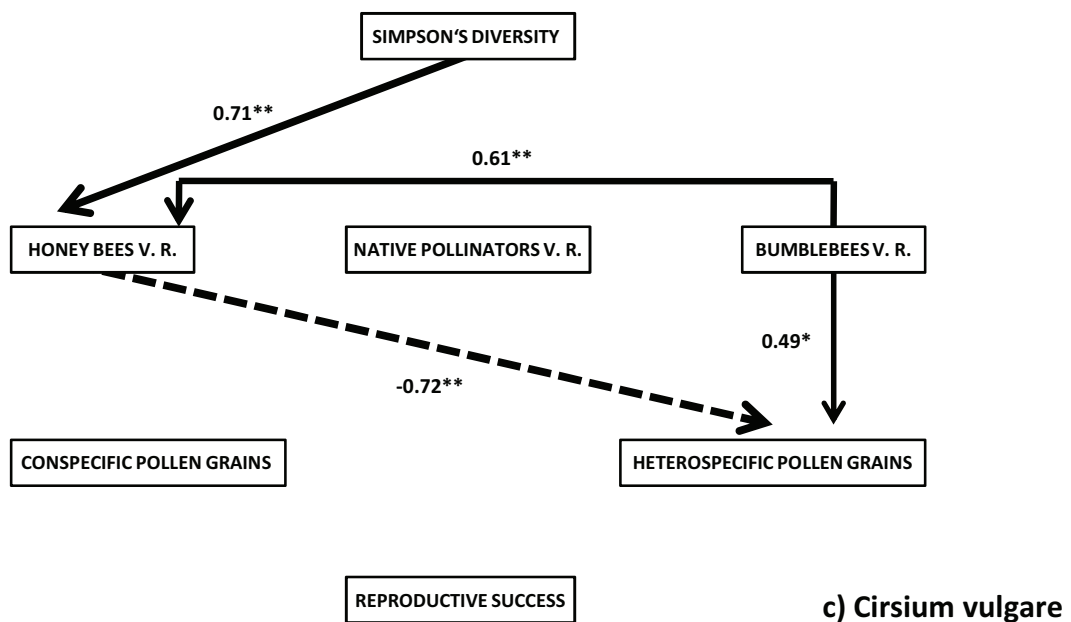 SIMPSON‘S DIVERSITY
0.71**
0.61**
HONEY BEES V. R.
NATIVE POLLINATORS V. R.
BUMBLEBEES V. R.
0.49*
-0.72**
CONSPECIFIC POLLEN GRAINS
HETEROSPECIFIC POLLEN GRAINS
REPRODUCTIVE SUCCESS
c) Cirsium vulgare